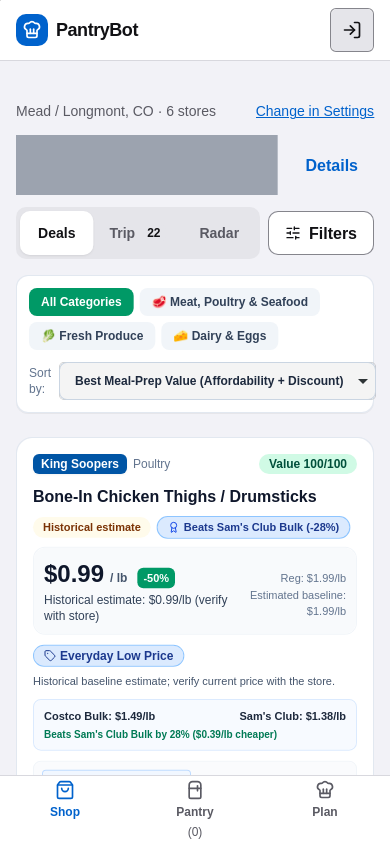 PantryBot
Mead / Longmont, CO · 6 stores
Change in Settings
Details
Deals
Trip 22
Radar
Filters
All Categories
🥩 Meat, Poultry & Seafood
🥬 Fresh Produce
🧀 Dairy & Eggs
Sort by:
Best Meal-Prep Value (Affordability + Discount)
King Soopers
Poultry
Value 100/100
Bone-In Chicken Thighs / Drumsticks
Historical estimate
Beats Sam's Club Bulk (-28%)
$0.99 / lb
-50%
Historical estimate: $0.99/lb (verify
with store)
Reg: $1.99/lb
Estimated baseline:
$1.99/lb
Everyday Low Price
Historical baseline estimate; verify current price with the store.
Costco Bulk: $1.49/lb
Sam's Club: $1.38/lb
Beats Sam's Club Bulk by 28% ($0.39/lb cheaper)
Shop
Pantry
(0)
Plan